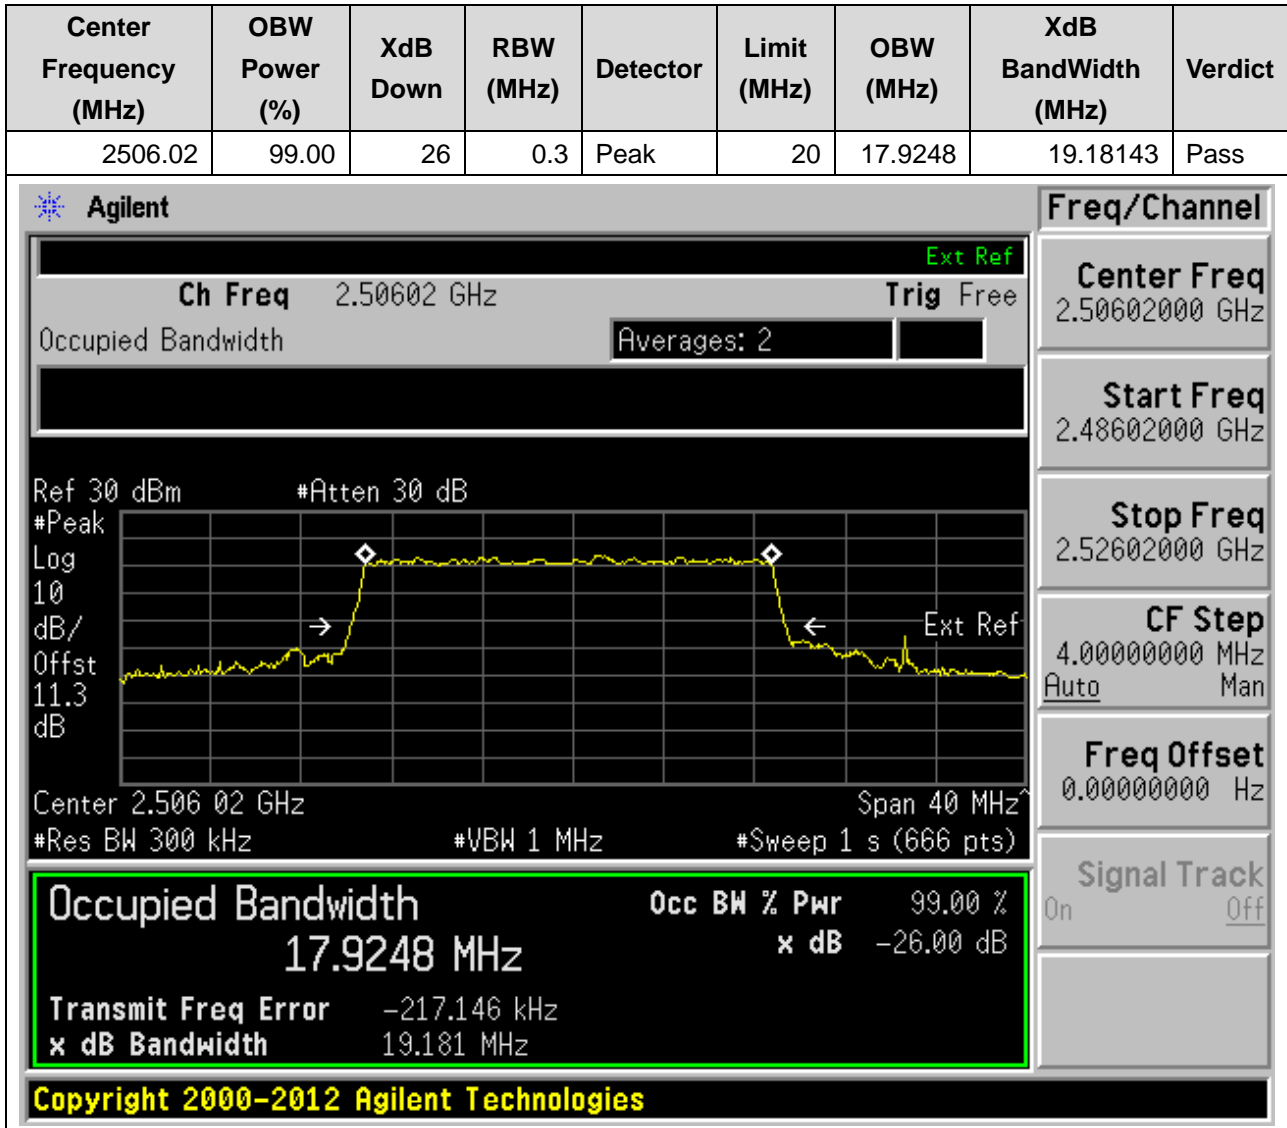 Center Frequency (MHz) OBW Power (%) XdB Down RBW (MHz) Detector Limit (MHz) OBW (MHz) XdB BandWidth (MHz) Verdict
2506.02 99.00 26 0.3 Peak 20 17.9248 19.18143 Pass
Agilent
Freq/Channel
Ext Ref
Ch Freq 2.50602 GHz Trig Free
Occupied Bandwidth Averages: 2
Ref 30 dBm #Atten 30 dB
#Peak
Log
10
dB/
Offst
11.3
dB
Ext Ref
Center 2.506 02 GHz Span 40 MHz^
#Res BW 300 kHz #VBW 1 MHz #Sweep 1 s (666 pts)
Occupied Bandwidth
17.9248 MHz
Occ BW % Pwr 99.00 %
x dB -26.00 dB
Transmit Freq Error -217.146 kHz
x dB Bandwidth 19.181 MHz
Center Freq
2.50602000 GHz
Start Freq
2.48602000 GHz
Stop Freq
2.52602000 GHz
CF Step
4.00000000 MHz
Auto Man
Freq Offset
0.00000000 Hz
Signal Track
On Off
Copyright 2000-2012 Agilent Technologies